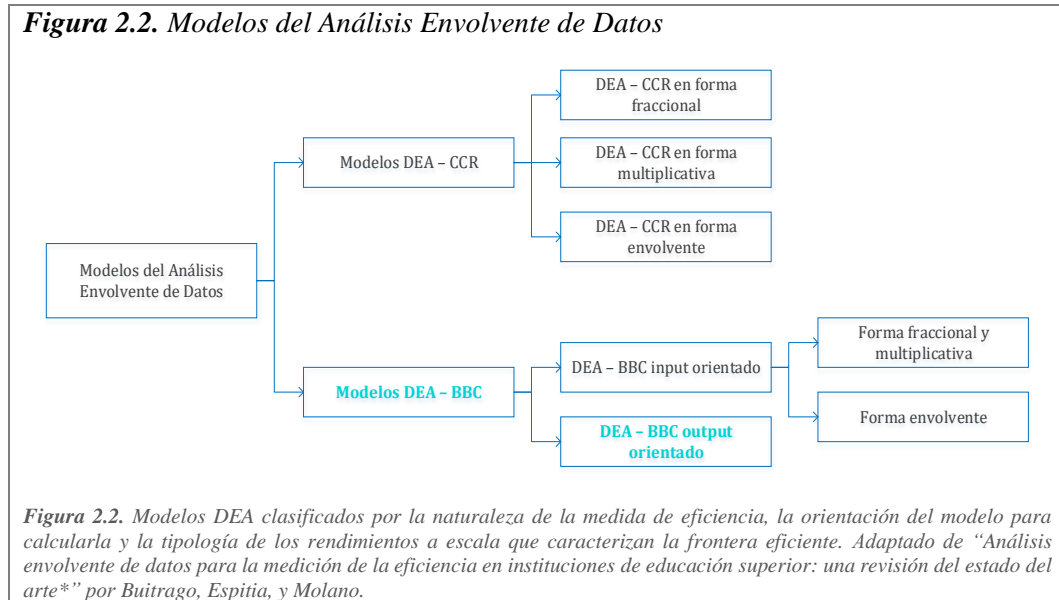 Figura 2.2. Modelos del Análisis Envolvente de Datos
DEA – CCR en forma
fraccional
Modelos DEA – CCR
DEA – CCR en forma
multiplicativa
DEA – CCR en forma
envolvente
Modelos del Análisis
Envolvente de Datos
Forma fraccional y
multiplicativa
DEA – BBC input orientado
Modelos DEA – BBC
Forma envolvente
DEA – BBC output
orientado
Figura 2.2. Modelos DEA clasificados por la naturaleza de la medida de eficiencia, la orientación del modelo para
calcularla y la tipología de los rendimientos a escala que caracterizan la frontera eficiente. Adaptado de “Análisis
envolvente de datos para la medición de la eficiencia en instituciones de educación superior: una revisión del estado del
arte*” por Buitrago, Espitia, y Molano.